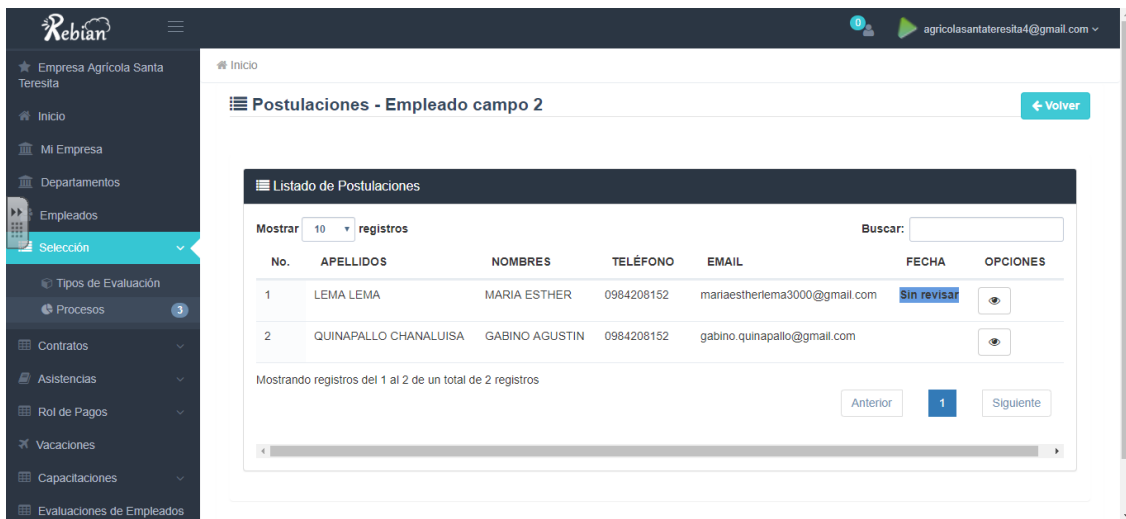 Rebian
0
agricolasantateresita4@gmail.com
Empresa Agrícola Santa
Teresita
Inicio
Mi Empresa
Departamentos
Empleados
Selección
Tipos de Evaluación
Procesos 3
Contratos
Asistencias
Rol de Pagos
Vacaciones
Capacitaciones
Evaluaciones de Empleados
Inicio
Postulaciones - Empleado campo 2
Volver
Listado de Postulaciones
Mostrar 10 registros Buscar:
No. APELLIDOS NOMBRES TELÉFONO EMAIL FECHA OPCIONES
1 LEMA LEMA MARIA ESTHER 0984208152 mariaestherlema3000@gmail.com Sin revisar
2 QUINAPALLO CHANALUISA GABINO AGUSTIN 0984208152 gabino.quinapallo@gmail.com
Mostrando registros del 1 al 2 de un total de 2 registros
Anterior 1 Siguiente